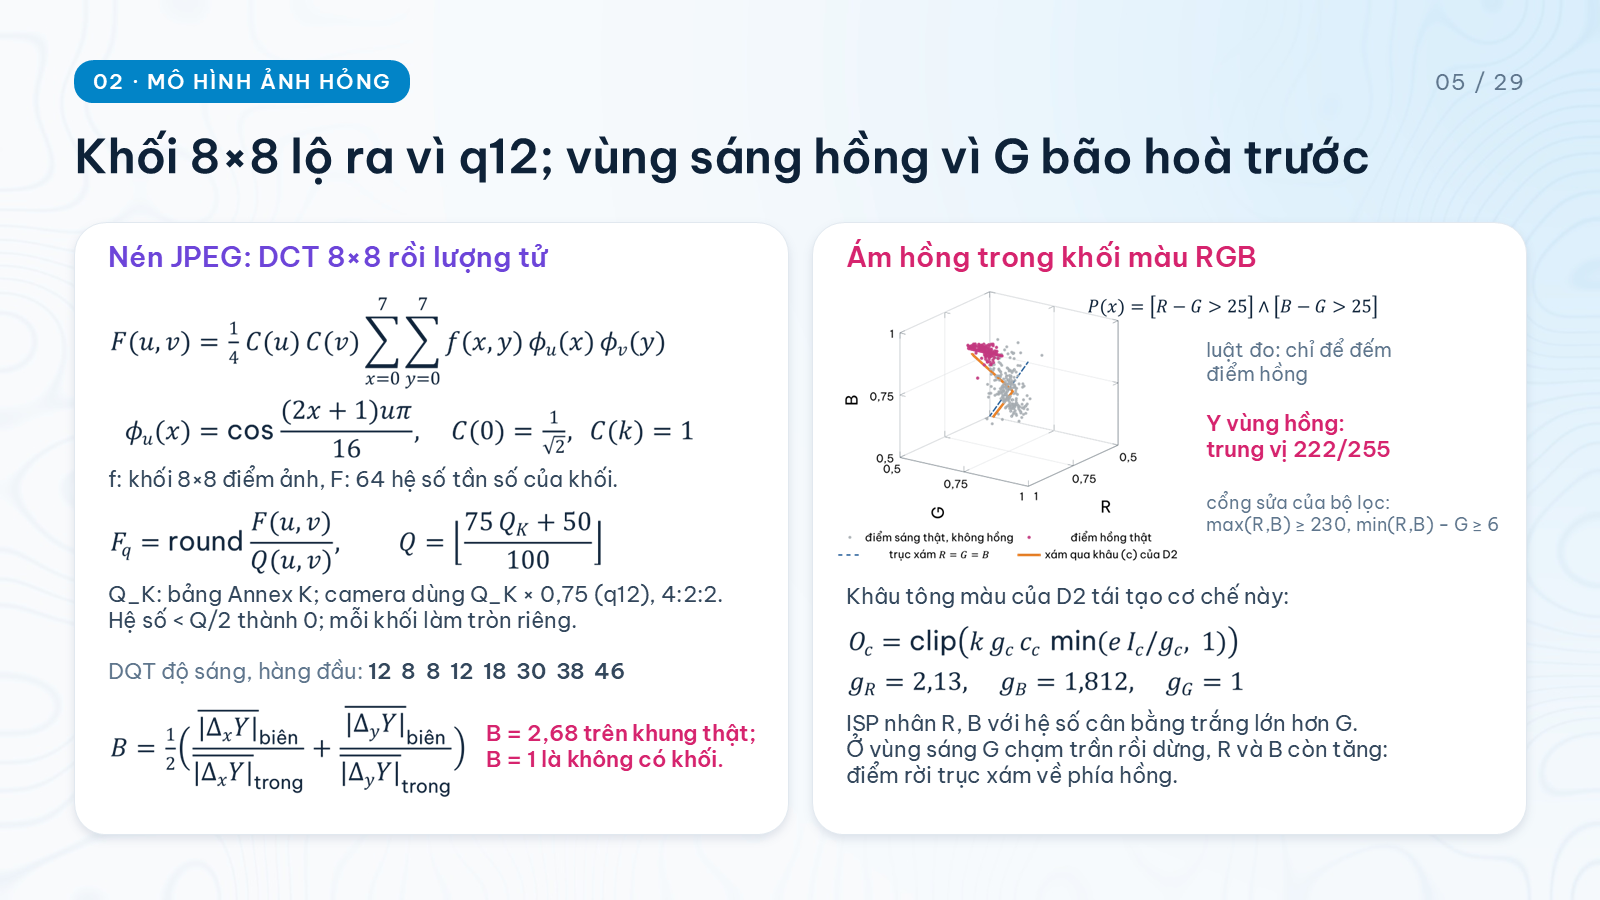 02 · MÔ HÌNH ẢNH HỎNG
05 / 29
Khối 8×8 lộ ra vì q12; vùng sáng hồng vì G bão hoà trước
Nén JPEG: DCT 8×8 rồi lượng tử
F(u, v) = 1/4 C(u) C(v) ∑_{x=0}^{7} ∑_{y=0}^{7} f(x, y) ϕ_u(x) ϕ_v(y)
ϕ_u(x) = cos (2x + 1)uπ / 16, C(0) = 1/√2, C(k) = 1
f: khối 8×8 điểm ảnh, F: 64 hệ số tần số của khối.
F_q = round F(u, v) / Q(u, v), Q = ⌊(75 Q_K + 50) / 100⌋
Q_K: bảng Annex K; camera dùng Q_K × 0,75 (q12), 4:2:2.
Hệ số < Q/2 thành 0; mỗi khối làm tròn riêng.
DQT độ sáng, hàng đầu: 12 8 8 12 18 30 38 46
B = 1/2 ( |Δ_x Y|‾ biên / |Δ_x Y|‾ trong + |Δ_y Y|‾ biên / |Δ_y Y|‾ trong )
B = 2,68 trên khung thật;
B = 1 là không có khối.
Ám hồng trong khối màu RGB
P(x) = [R − G > 25] ∧ [B − G > 25]
1
0,75
0,5
B
0,5
0,75
1
G
1
0,75
0,5
R
điểm sáng thật, không hồng
điểm hồng thật
trục xám R = G = B
xám qua khâu (c) của D2
luật đo: chỉ để đếm
điểm hồng
Y vùng hồng:
trung vị 222/255
cổng sửa của bộ lọc:
max(R,B) ≥ 230, min(R,B) − G ≥ 6
Khâu tông màu của D2 tái tạo cơ chế này:
O_c = clip(k g_c c_c min(e I_c/g_c, 1))
g_R = 2,13, g_B = 1,812, g_G = 1
ISP nhân R, B với hệ số cân bằng trắng lớn hơn G.
Ở vùng sáng G chạm trần rồi dừng, R và B còn tăng:
điểm rời trục xám về phía hồng.